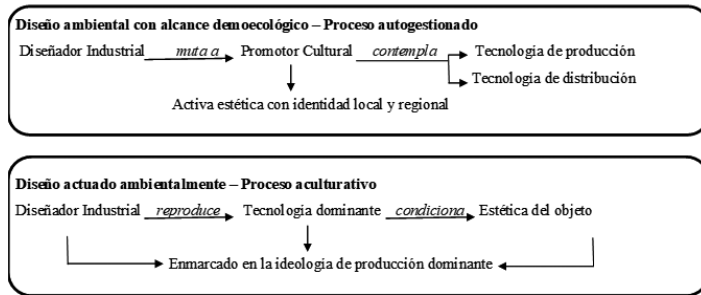 Diseño ambiental con alcance demoecológico – Proceso autogestionado
Diseñador Industrial muta a Promotor Cultural contempla Tecnología de producción
Tecnología de distribución
Activa estética con identidad local y regional
Diseño actuado ambientalmente – Proceso aculturativo
Diseñador Industrial reproduce Tecnología dominante condiciona Estética del objeto
Enmarcado en la ideología de producción dominante